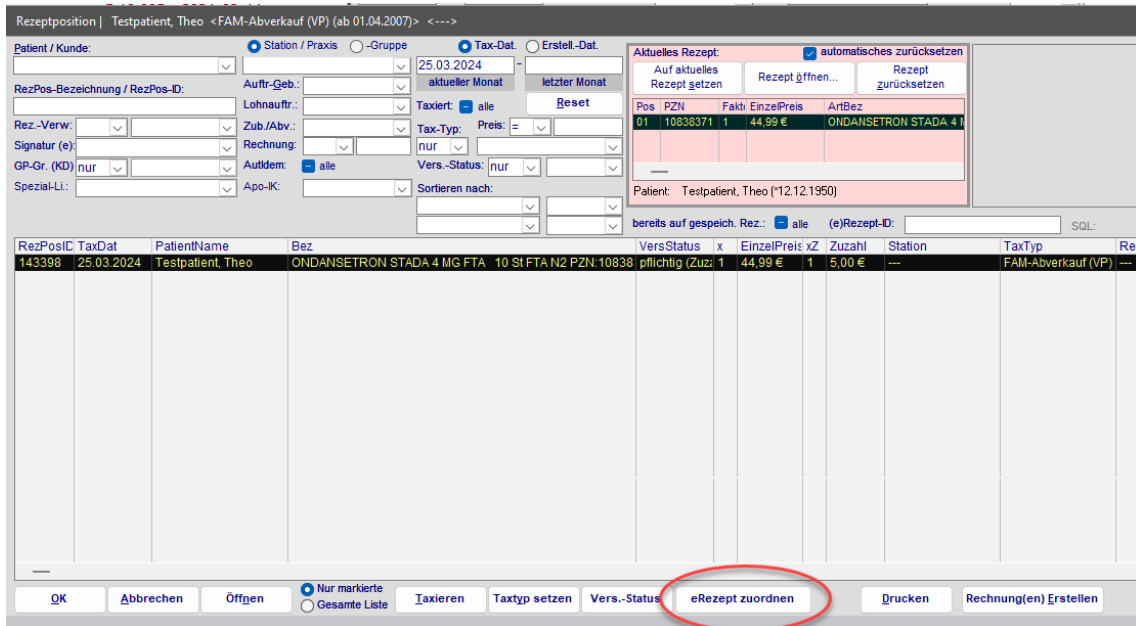 Rezeptposition | Testpatient, Theo <FAM-Abverkauf (VP) (ab 01.04.2007)> <--->
Patient / Kunde:
Station / Praxis -Gruppe
Tax-Dat. Erstell.-Dat.
25.03.2024 -
aktueller Monat letzter Monat
RezPos-Bezeichnung / RezPos-ID:
Auftr-Geb.:
Lohnauftr.:
Taxiert: alle Reset
Rez.-Verw:
Zub./Abv.:
Tax-Typ: Preis: =
Signatur (e):
Rechnung:
nur
GP-Gr. (KD) nur
AutIdem: alle
Vers.-Status: nur
Spezial-Li.:
Apo-IK:
Sortieren nach:
Aktuelles Rezept: automatisches zurücksetzen
Auf aktuelles Rezept setzen
Rezept öffnen...
Rezept zurücksetzen
Pos PZN Fakt EinzelPreis ArtBez
01 10838371 1 44,99 € ONDANSETRON STADA 4
Patient: Testpatient, Theo (*12.12.1950)
bereits auf gespeich. Rez.: alle (e)Rezept-ID: SQL:
RezPosID TaxDat PatientName Bez VersStatus x EinzelPreis xZ Zuzahl Station TaxTyp Re
143398 25.03.2024 Testpatient, Theo ONDANSETRON STADA 4 MG FTA 10 St FTA N2 PZN:10838 pflichtig (Zuz 1 44,99 € 1 5,00 € --- FAM-Abverkauf (VP) ---
OK Abbrechen Öffnen
Nur markierte
Gesamte Liste
Taxieren Taxtyp setzen Vers.-Status eRezept zuordnen Drucken Rechnung(en) Erstellen